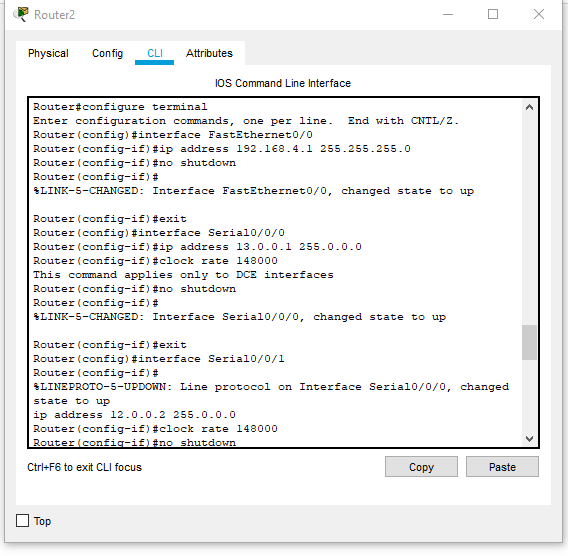 Router2
Physical Config CLI Attributes
IOS Command Line Interface
Router#configure terminal
Enter configuration commands, one per line.  End with CNTL/Z.
Router(config)#interface FastEthernet0/0
Router(config-if)#ip address 192.168.4.1 255.255.255.0
Router(config-if)#no shutdown
Router(config-if)#
%LINK-5-CHANGED: Interface FastEthernet0/0, changed state to up
Router(config-if)#exit
Router(config)#interface Serial0/0/0
Router(config-if)#ip address 13.0.0.1 255.0.0.0
Router(config-if)#clock rate 148000
This command applies only to DCE interfaces
Router(config-if)#no shutdown
Router(config-if)#
%LINK-5-CHANGED: Interface Serial0/0/0, changed state to up
Router(config-if)#exit
Router(config)#interface Serial0/0/1
Router(config-if)#
%LINEPROTO-5-UPDOWN: Line protocol on Interface Serial0/0/0, changed
state to up
ip address 12.0.0.2 255.0.0.0
Router(config-if)#clock rate 148000
Router(config-if)#no shutdown
Ctrl+F6 to exit CLI focus
Copy Paste
Top